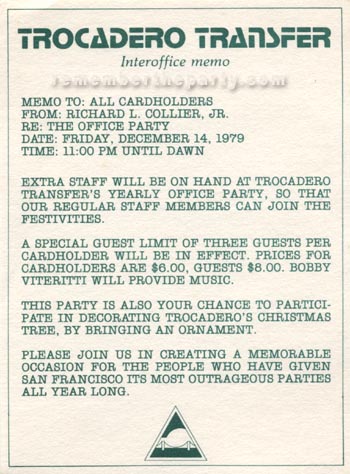 TROCADERO TRANSFER
Interoffice memo
remembertheparty.com
MEMO TO: ALL CARDHOLDERS
FROM: RICHARD L. COLLIER, JR.
RE: THE OFFICE PARTY
DATE: FRIDAY, DECEMBER 14, 1979
TIME: 11:00 PM UNTIL DAWN
EXTRA STAFF WILL BE ON HAND AT TROCADERO
TRANSFER'S YEARLY OFFICE PARTY, SO THAT
OUR REGULAR STAFF MEMBERS CAN JOIN THE
FESTIVITIES.
A SPECIAL GUEST LIMIT OF THREE GUESTS PER
CARDHOLDER WILL BE IN EFFECT. PRICES FOR
CARDHOLDERS ARE $6.00, GUESTS $8.00. BOBBY
VITERITTI WILL PROVIDE MUSIC.
THIS PARTY IS ALSO YOUR CHANCE TO PARTICI-
PATE IN DECORATING TROCADERO'S CHRISTMAS
TREE, BY BRINGING AN ORNAMENT.
PLEASE JOIN US IN CREATING A MEMORABLE
OCCASION FOR THE PEOPLE WHO HAVE GIVEN
SAN FRANCISCO ITS MOST OUTRAGEOUS PARTIES
ALL YEAR LONG.